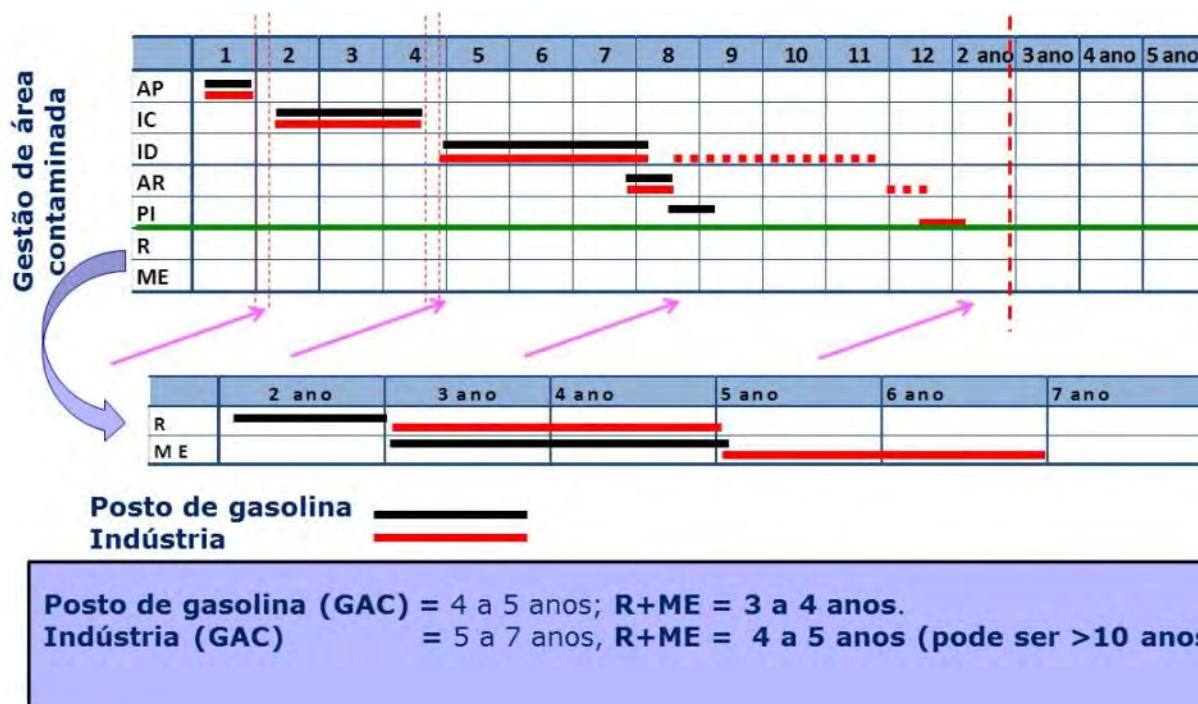 Gestão de área
contaminada
1 2 3 4 5 6 7 8 9 10 11 12 2 ano 3 ano 4 ano 5 ano
AP
IC
ID
AR
PI
R
ME
2 ano 3 ano 4 ano 5 ano 6 ano 7 ano
R
M E
Posto de gasolina
Indústria
Posto de gasolina (GAC) = 4 a 5 anos; R+ME = 3 a 4 anos.
Indústria (GAC) = 5 a 7 anos, R+ME = 4 a 5 anos (pode ser >10 anos